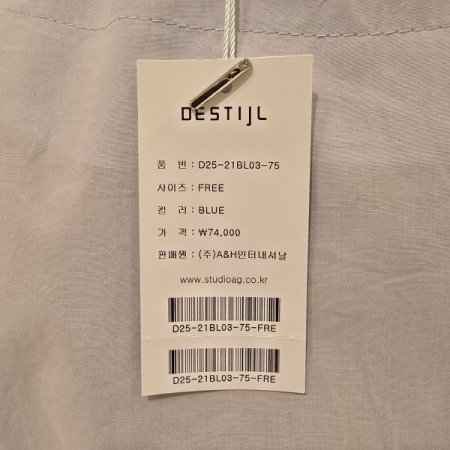 DESTIJL
품 번 : D25-21BL03-75
사이즈 : FREE
컬 러 : BLUE
가 격 : ₩74,000
판매원 : (주)A&H인터내셔날
www.studioag.co.kr
D25-21BL03-75-FRE
D25-21BL03-75-FRE